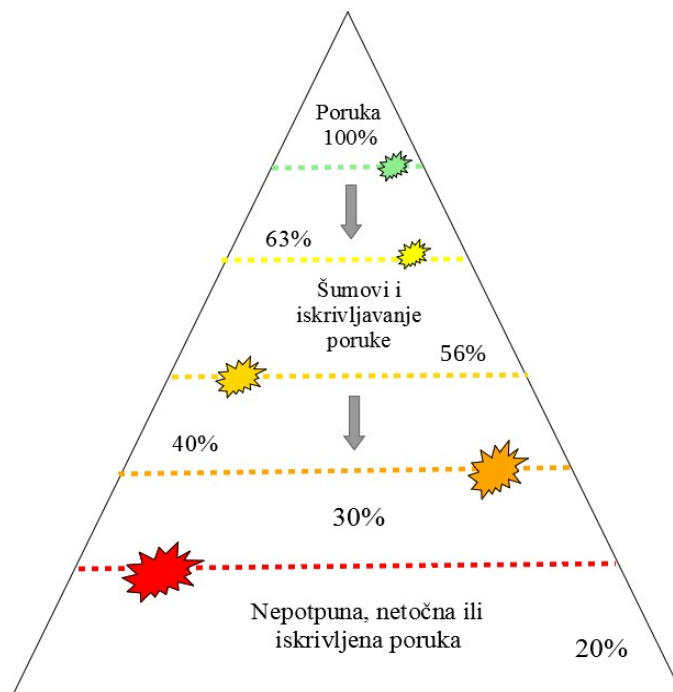 Poruka
100%
63%
Šumovi i
iskrivljavanje
poruke
56%
40%
30%
Nepotpuna, netočna ili
iskrivljena poruka
20%